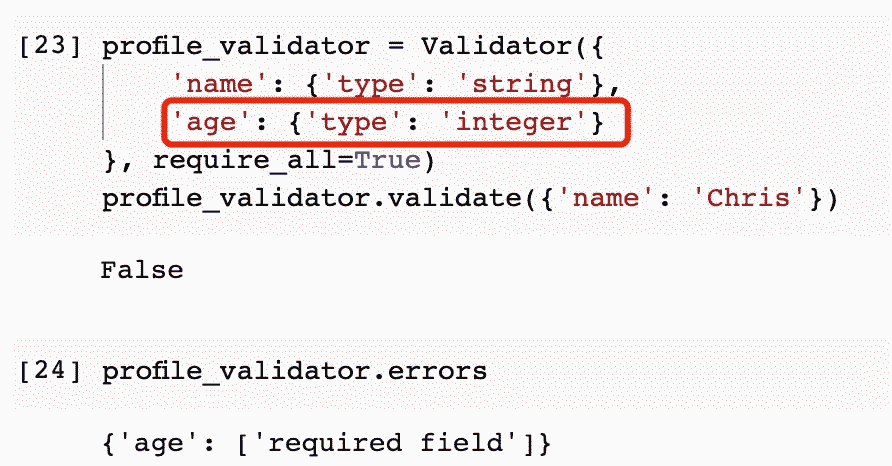 [23] profile_validator = Validator({
'name': {'type': 'string'},
'age': {'type': 'integer'}
}, require_all=True)
profile_validator.validate({'name': 'Chris'})
False
[24] profile_validator.errors
{'age': ['required field']}